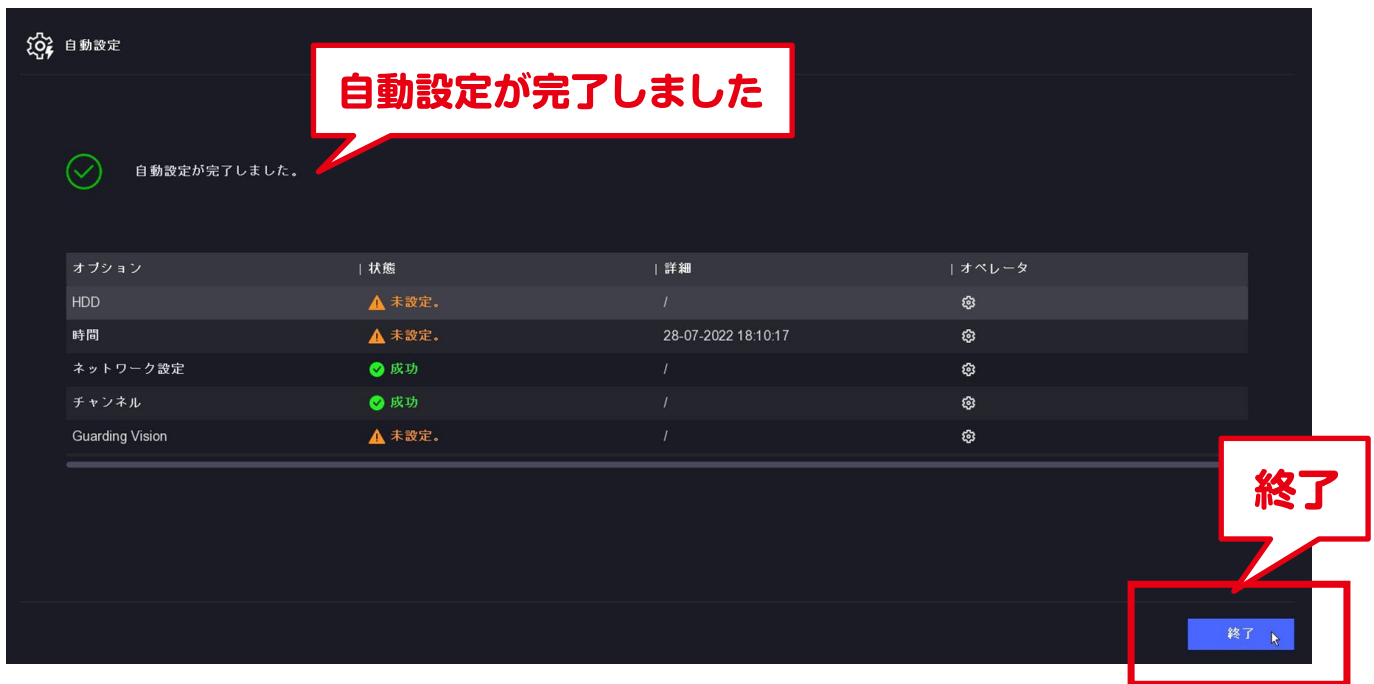 自動設定
自動設定が完了しました
自動設定が完了しました。
オプション | 状態 | 詳細 | オペレータ
HDD 未設定。 /
時間 未設定。 28-07-2022 18:10:17
ネットワーク設定 成功 /
チャンネル 成功 /
Guarding Vision 未設定。 /
終了
終了